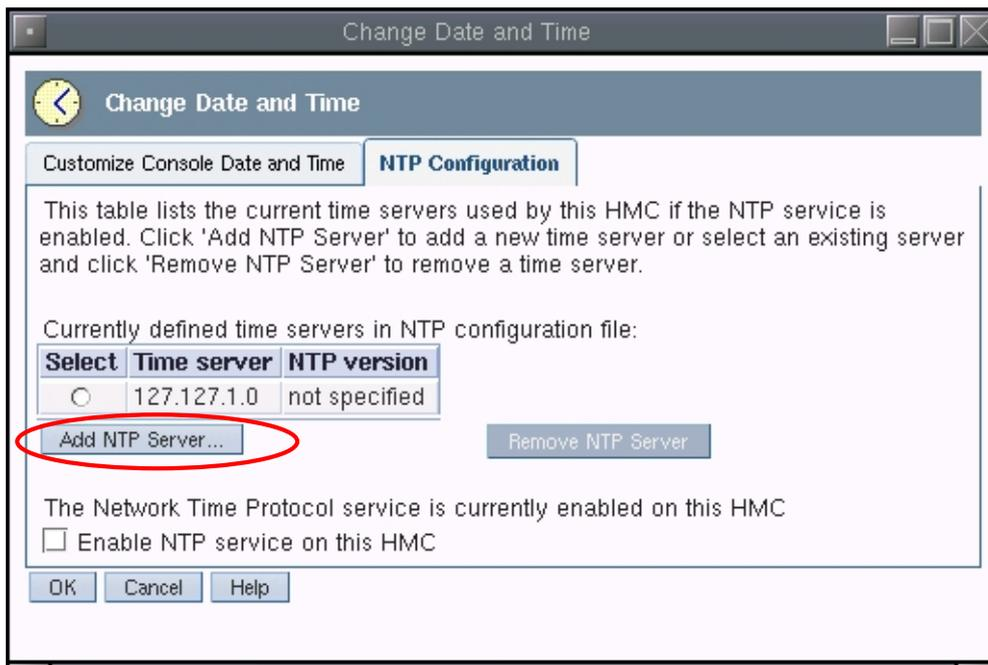 Change Date and Time
Change Date and Time
Customize Console Date and Time NTP Configuration
This table lists the current time servers used by this HMC if the NTP service is
enabled. Click 'Add NTP Server' to add a new time server or select an existing server
and click 'Remove NTP Server' to remove a time server.
Currently defined time servers in NTP configuration file:
Select Time server NTP version
127.127.1.0 not specified
Add NTP Server... Remove NTP Server
The Network Time Protocol service is currently enabled on this HMC
Enable NTP service on this HMC
OK Cancel Help